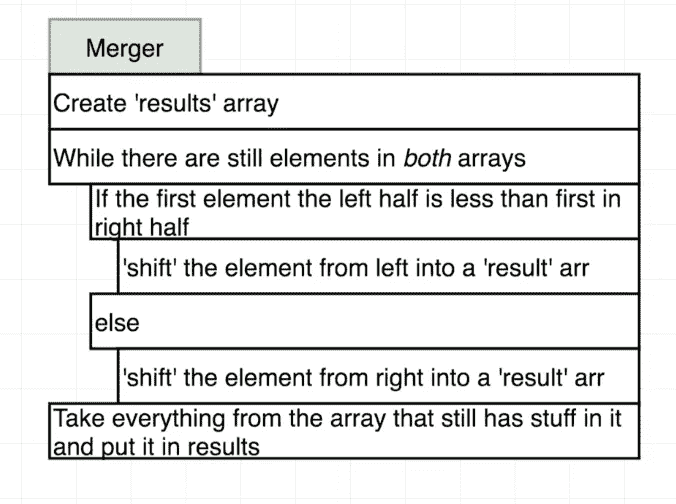 Merger
Create 'results' array
While there are still elements in both arrays
If the first element the left half is less than first in
right half
'shift' the element from left into a 'result' arr
else
'shift' the element from right into a 'result' arr
Take everything from the array that still has stuff in it
and put it in results